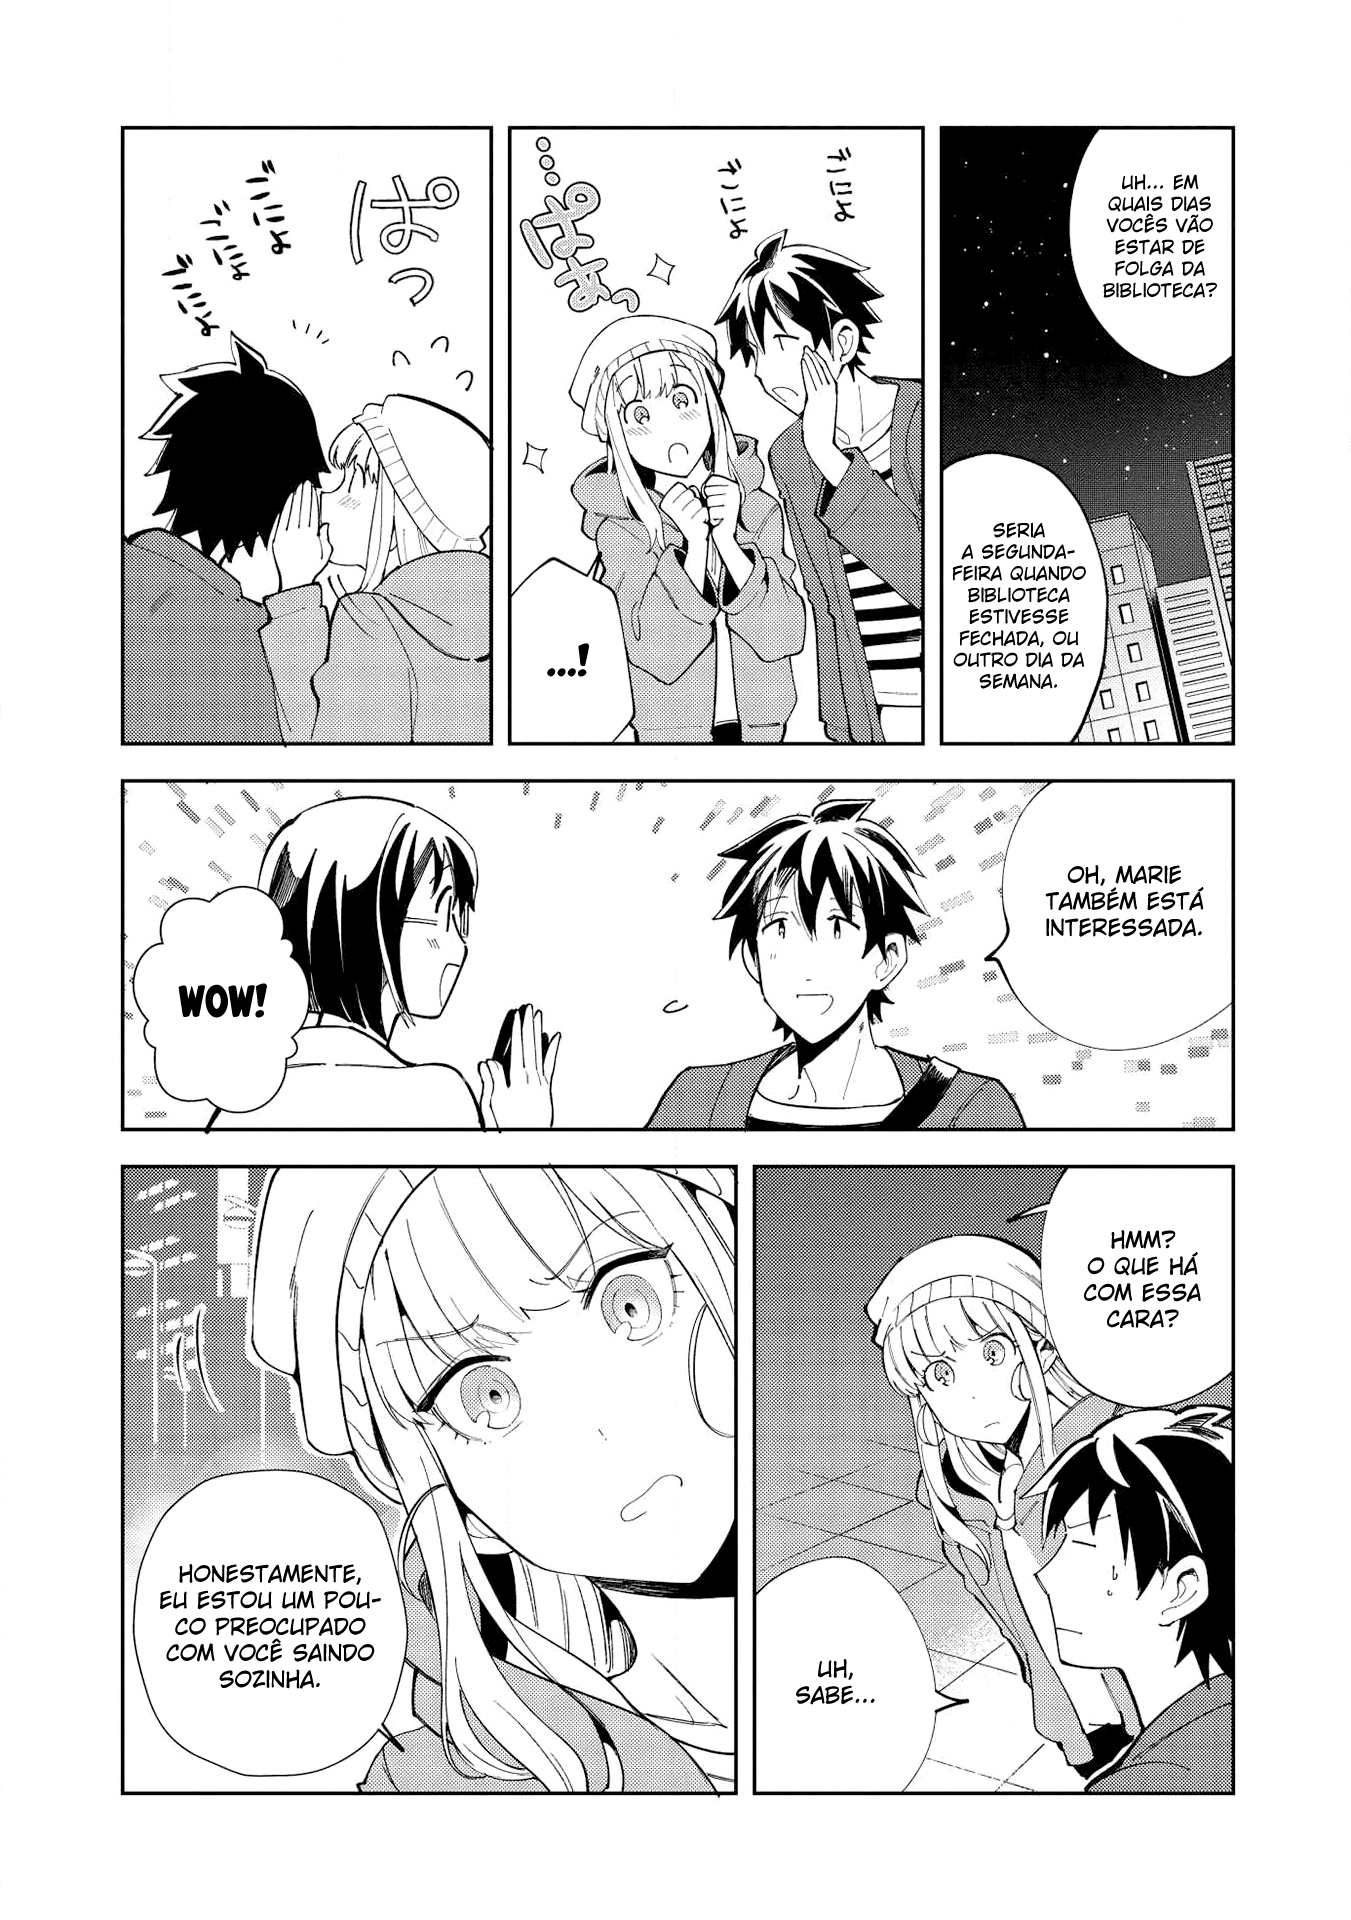 UH... EM
QUAIS DIAS
VOCÊS VÃO
ESTAR DE
FOLGA DA
BIBLIOTECA?
SERIA
A SEGUNDA-
FEIRA QUANDO
BIBLIOTECA
ESTIVESSE
FECHADA, OU
OUTRO DIA DA
SEMANA.
ごにょ
ごにょ
……ぱあっ
....!
ぱっ
ごにょ
ごにょ
ごにょ
OH, MARIE
TAMBÉM ESTÁ
INTERESSADA.
WOW!
HMM?
O QUE HÁ
COM ESSA
CARA?
UH,
SABE...
HONESTAMENTE,
EU ESTOU UM POU-
CO PREOCUPADO
COM VOCÊ SAINDO
SOZINHA.